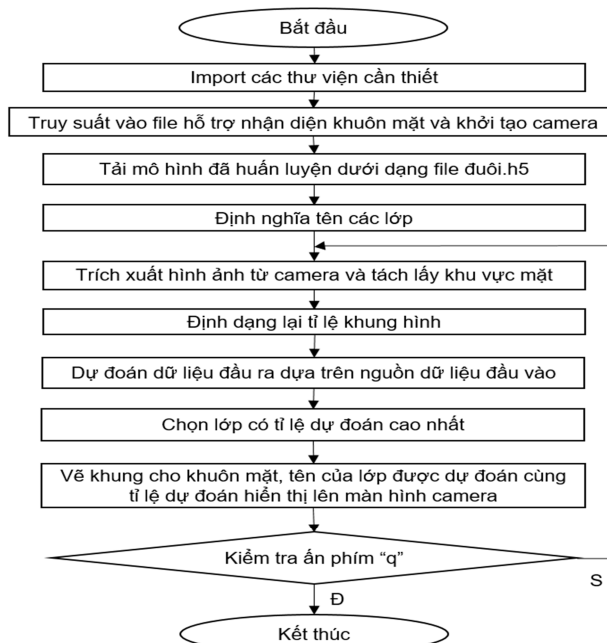 Bắt đầu
Import các thư viện cần thiết
Truy suất vào file hỗ trợ nhận diện khuôn mặt và khởi tạo camera
Tải mô hình đã huấn luyện dưới dạng file đuôi.h5
Định nghĩa tên các lớp
Trích xuất hình ảnh từ camera và tách lấy khu vực mặt
Định dạng lại tỉ lệ khung hình
Dự đoán dữ liệu đầu ra dựa trên nguồn dữ liệu đầu vào
Chọn lớp có tỉ lệ dự đoán cao nhất
Vẽ khung cho khuôn mặt, tên của lớp được dự đoán cùng
tỉ lệ dự đoán hiển thị lên màn hình camera
Kiểm tra ấn phím “q”
S
Đ
Kết thúc